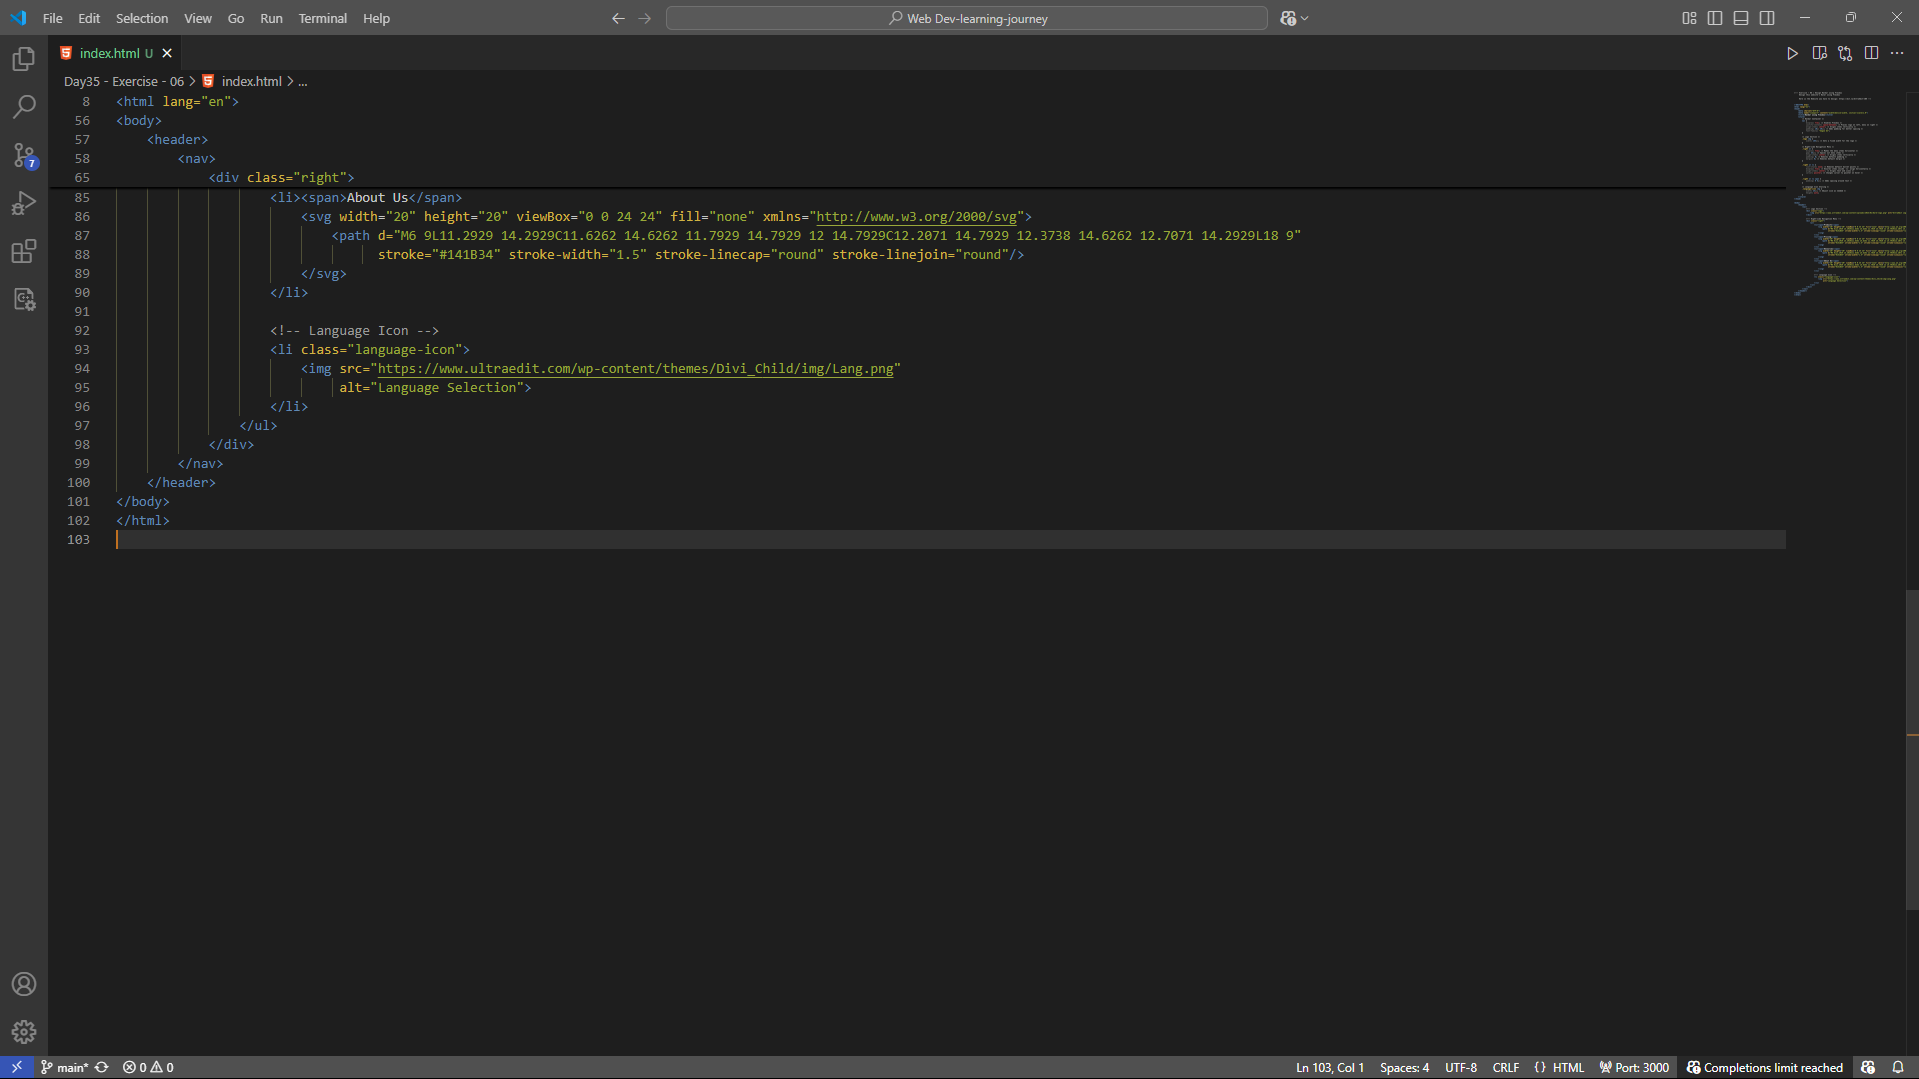 File Edit Selection View Go Run Terminal Help
Web Dev-learning-journey
index.html U
Day35 - Exercise - 06 > index.html > ...
8 <html lang="en">
56 <body>
57 <header>
58 <nav>
65 <div class="right">
85 <li><span>About Us</span>
86 <svg width="20" height="20" viewBox="0 0 24 24" fill="none" xmlns="http://www.w3.org/2000/svg">
87 <path d="M6 9L11.2929 14.2929C11.6262 14.6262 11.7929 14.7929 12 14.7929C12.2071 14.7929 12.3738 14.6262 12.7071 14.2929L18 9"
88 stroke="#141B34" stroke-width="1.5" stroke-linecap="round" stroke-linejoin="round"/>
89 </svg>
90 </li>
91
92 <!-- Language Icon -->
93 <li class="language-icon">
94 <img src="https://www.ultraedit.com/wp-content/themes/Divi_Child/img/Lang.png"
95 alt="Language Selection">
96 </li>
97 </ul>
98 </div>
99 </nav>
100 </header>
101 </body>
102 </html>
103
7
main* 0 0 Ln 103, Col 1 Spaces: 4 UTF-8 CRLF {} HTML Port: 3000 Completions limit reached